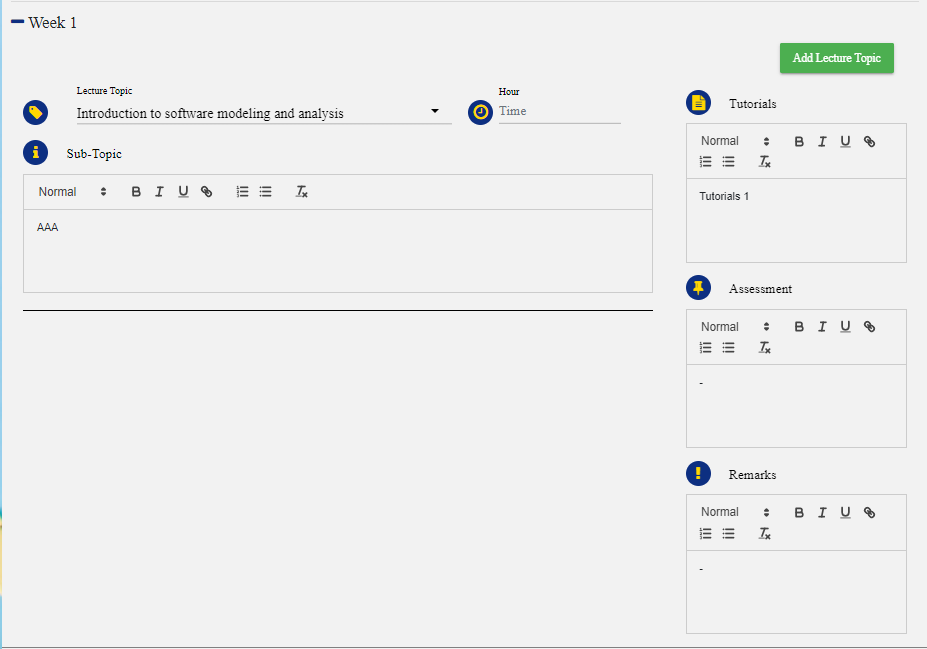 Week 1
Add Lecture Topic
Lecture Topic
Introduction to software modeling and analysis
Hour
Time
Sub-Topic
Normal
AAA
Tutorials
Normal
Tutorials 1
Assessment
Normal
-
Remarks
Normal
-